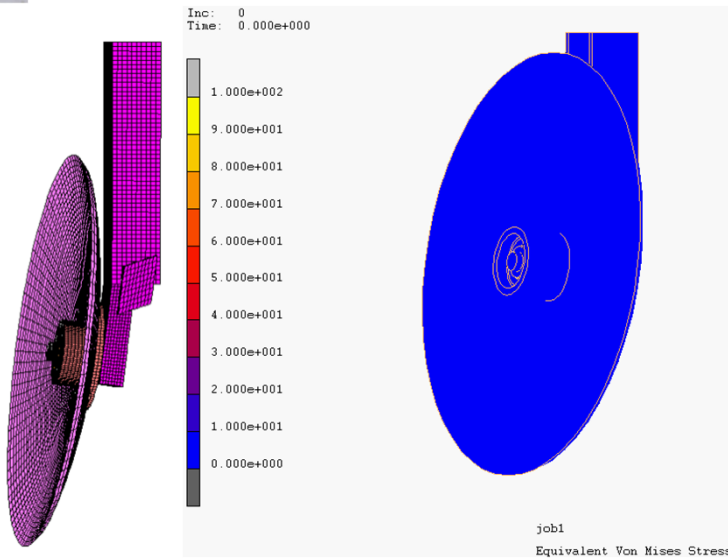 Inc: 0
Time: 0.000e+000
1.000e+002
9.000e+001
8.000e+001
7.000e+001
6.000e+001
5.000e+001
4.000e+001
3.000e+001
2.000e+001
1.000e+001
0.000e+000
job1
Equivalent Von Mises Stress